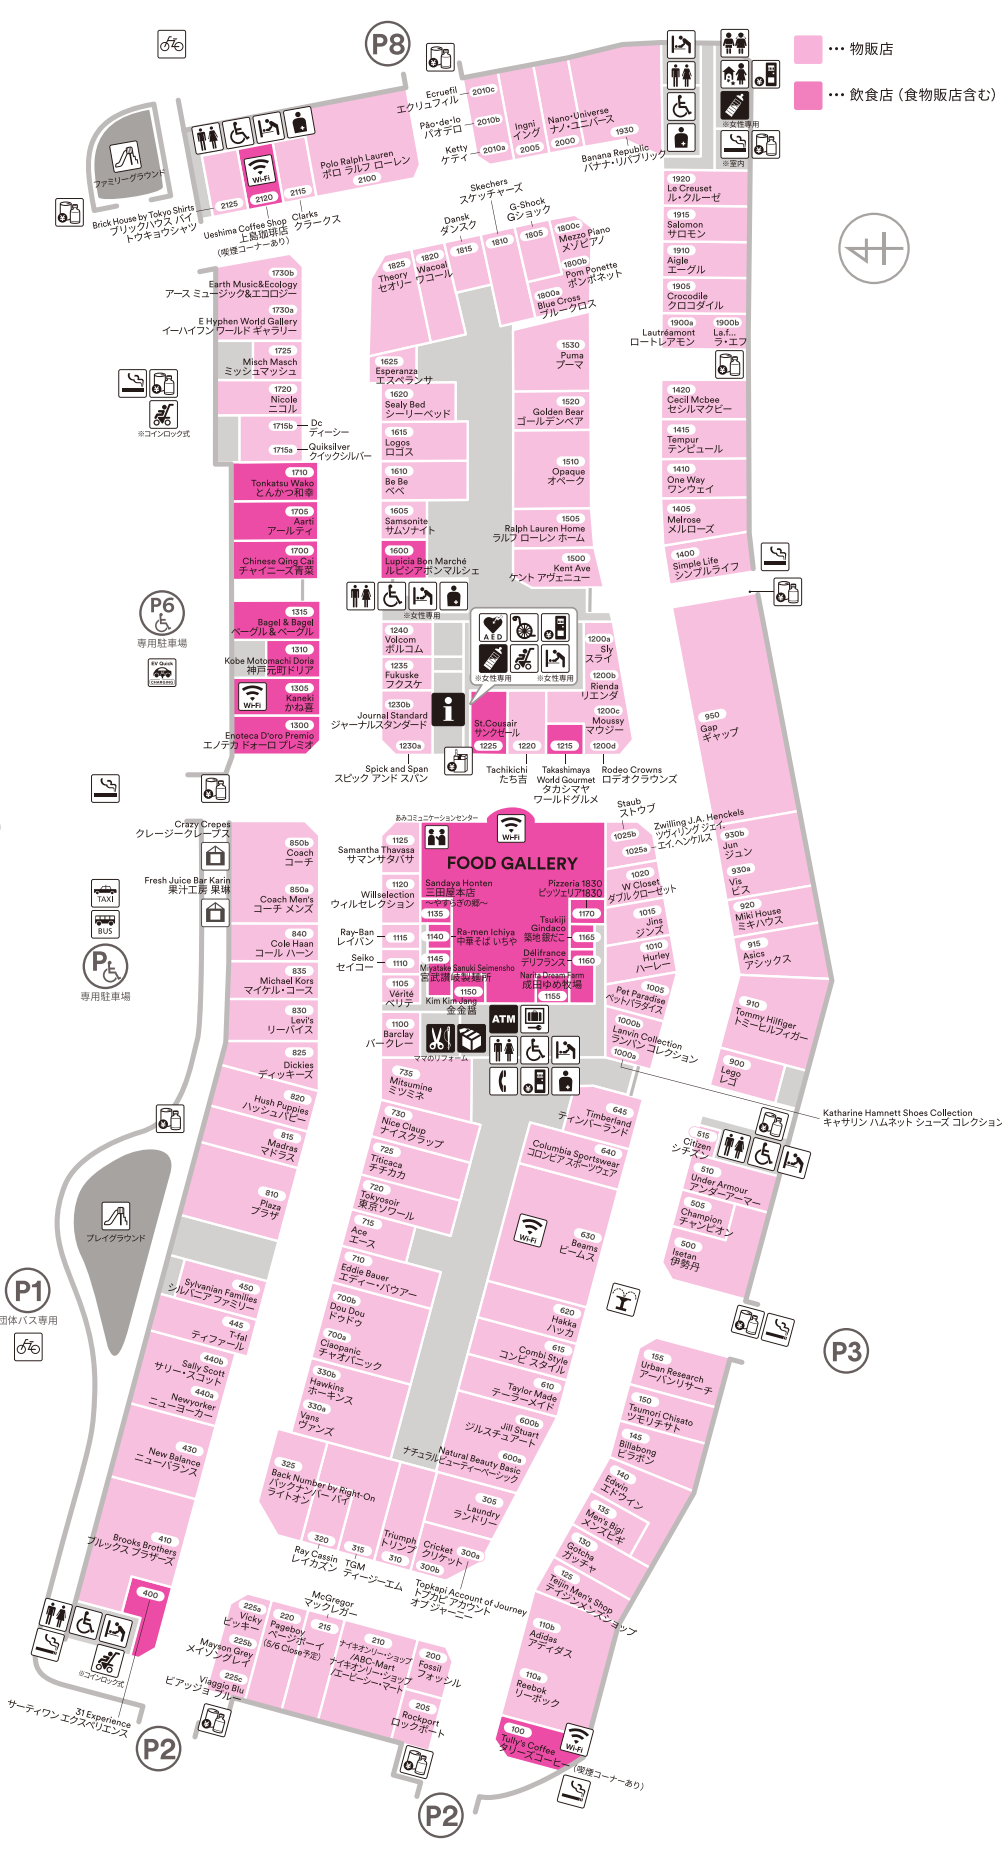 P8
… 物販店
… 飲食店（食物販店含む）
ファミリーグラウンド
Wi-Fi
Polo Ralph Lauren
ポロ ラルフ ローレン
2100
2125
2120
2115
Brick House by Tokyo Shirts
ブリックハウス バイ
トウキョウシャツ
Ueshima Coffee Shop
上島珈琲店
(喫煙コーナーあり)
Clarks
クラークス
Ecruefil
エクリュフィル
2010c
Pão・de・lo
パオデロ
2010b
Ketty
ケティ
2010a
Ingni
イング
2005
Nano・Universe
ナノ・ユニバース
2000
1930
Banana Republic
バナナ・リパブリック
※女性専用
※室内
1920
Le Creuset
ル・クルーゼ
1915
Salomon
サロモン
1910
Aigle
エーグル
1905
Crocodile
クロコダイル
1900a
Lautréamont
ロートレアモン
1900b
La.f...
ラ・エフ
Skechers
スケッチャーズ
1810
Dansk
ダンスク
1815
G-Shock
Gショック
1805
1800c
Mezzo Piano
メゾピアノ
1800b
Pom Ponette
ポンポネット
1800a
Blue Cross
ブルークロス
1825
Theory
セオリー
1820
Wacoal
ワコール
1730b
Earth Music&Ecology
アース ミュージック&エコロジー
1730a
E Hyphen World Gallery
イーハイフン ワールド ギャラリー
1725
Misch Masch
ミッシュマッシュ
1720
Nicole
ニコル
1715b
Dc
ディーシー
1715a
Quiksilver
クイックシルバー
※コインロック式
1710
Tonkatsu Wako
とんかつ和幸
1705
Aarti
アールティ
1700
Chinese Qing Cai
チャイニーズ青菜
1625
Esperanza
エスペランサ
1620
Sealy Bed
シーリーベッド
1615
Logos
ロゴス
1610
Be Be
ベベ
1605
Samsonite
サムソナイト
1600
Lupicia Bon Marché
ルピシアボンマルシェ
1530
Puma
プーマ
1520
Golden Bear
ゴールデンベア
1510
Opaque
オペーク
1505
Ralph Lauren Home
ラルフ ローレン ホーム
1500
Kent Ave
ケント アヴェニュー
1420
Cecil Mcbee
セシルマクビー
1415
Tempur
テンピュール
1410
One Way
ワンウェイ
1405
Melrose
メルローズ
1400
Simple Life
シンプルライフ
P6
専用駐車場
EV Quick
CHARGING
1315
Bagel & Bagel
ベーグル＆ベーグル
1310
Kobe Motomachi Doria
神戸元町ドリア
Wi-Fi
1305
Kaneki
かね喜
1300
Enoteca D'oro Premio
エノテカ ドォーロ プレミオ
※女性専用
AED
※女性専用
※女性専用
1240
Volcom
ボルコム
1235
Fukuske
フクスケ
1230b
Journal Standard
ジャーナルスタンダード
1230a
Spick and Span
スピック アンド スパン
St.Cousair
サンクゼール
1225
1220
Tachikichi
たち吉
1215
Takashimaya
World Gourmet
タカシマヤ
ワールドグルメ
1200a
Sly
スライ
1200b
Rienda
リエンダ
1200c
Moussy
マウジー
1200d
Rodeo Crowns
ロデオクラウンズ
950
Gap
ギャップ
Crazy Crepes
クレージークレープス
Fresh Juice Bar Karin
果汁工房 果琳
TAXI
BUS
P
専用駐車場
850b
Coach
コーチ
850a
Coach Men's
コーチ メンズ
840
Cole Haan
コール ハーン
835
Michael Kors
マイケル・コース
830
Levi's
リーバイス
825
Dickies
ディッキーズ
820
Hush Puppies
ハッシュパピー
815
Madras
マドラス
810
Plaza
プラザ
あみコミュニケーションセンター
1125
Samantha Thavasa
サマンサタバサ
1120
Willselection
ウィルセレクション
Ray-Ban
レイバン
1115
Seiko
セイコー
1110
1105
Vérité
ベリテ
1100
Barclay
バークレー
Wi-Fi
FOOD GALLERY
Sandaya Honten
三田屋本店
〜やすらぎの郷〜
1135
Pizzeria 1830
ピッツェリア1830
1170
1140
Ra-men Ichiya
中華そば いちや
Tsukiji
Gindaco
築地 銀だこ
1165
1145
Miyatake Sanuki Seimensho
宮武讃岐製麺所
Délifrance
デリフランス
1160
1150
Kim Kim Jang
金金醤
Narita Dream Farm
成田ゆめ牧場
1155
ATM
ママのリフォーム
Staub
ストウブ
1025b
Zwilling J.A. Henckels
ツヴィリング ジェイ.
エイ.ヘンケルス
1025a
1020
W Closet
ダブルクローゼット
1015
Jins
ジンズ
1010
Hurley
ハーレー
1005
Pet Paradise
ペットパラダイス
1000b
Lanvin Collection
ランバン コレクション
1000a
Katharine Hamnett Shoes Collection
キャサリン ハムネット シューズ コレクション
930b
Jun
ジュン
930a
Vis
ビス
920
Miki House
ミキハウス
915
Asics
アシックス
910
Tommy Hilfiger
トミーヒルフィガー
900
Lego
レゴ
735
Mitsumine
ミツミネ
730
Nice Claup
ナイスクラップ
725
Titicaca
チチカカ
720
Tokyosoir
東京ソワール
715
Ace
エース
710
Eddie Bauer
エディー・バウアー
700b
Dou Dou
ドゥドゥ
700a
Ciaopanic
チャオパニック
645
Timberland
ティンバーランド
Columbia Sportswear
640
コロンビア スポーツウェア
Wi-Fi
630
Beams
ビームス
620
Hakka
ハッカ
615
Combi Style
コンビ スタイル
610
Taylor Made
テーラーメイド
600b
Jill Stuart
ジルスチュアート
600a
Natural Beauty Basic
ナチュラルビューティーベーシック
515
Citizen
シチズン
510
Under Armour
アンダーアーマー
505
Champion
チャンピオン
500
Isetan
伊勢丹
P3
プレイグラウンド
P1
団体バス専用
450
Sylvanian Families
シルバニア ファミリー
445
T-fal
ティファール
440b
Sally Scott
サリー・スコット
440a
Newyorker
ニューヨーカー
430
New Balance
ニューバランス
410
Brooks Brothers
ブルックス ブラザーズ
400
31 Experience
サーティワン エクスペリエンス
※コインロック式
P2
330b
Hawkins
ホーキンス
330a
Vans
ヴァンズ
325
Back Number by Right-On
バックナンバー バイ
ライトオン
320
Ray Cassin
レイカズン
315
TGM
ティージーエム
Triumph
トリンプ
310
305
Laundry
ランドリー
Cricket
クリケット
300b
300a
Topkapi Account of Journey
トプカピ アカウント
オブ ジャーニー
225a
Vicky
ビッキー
225b
Mayson Grey
メイソングレイ
225c
Viaggio Blu
ビアッジョ ブルー
220
Pageboy
ページボーイ
(5/6 Close予定)
McGregor
マックレガー
215
210
ナイキオンリー・ショップ
/ABC-Mart
ナイキオンリー・ショップ
/エービーシー・マート
200
Fossil
フォッシル
205
Rockport
ロックポート
P2
155
Urban Research
アーバンリサーチ
150
Tsumori Chisato
ツモリチサト
145
Billabong
ビラボン
140
Edwin
エドウイン
135
Men's Bigi
メンズビギ
130
Gotcha
ガッチャ
125
Teijin Men's Shop
テイジンメンズショップ
110b
Adidas
アディダス
110a
Reebok
リーボック
100
Tully's Coffee
タリーズコーヒー (喫煙コーナーあり)
Wi-Fi